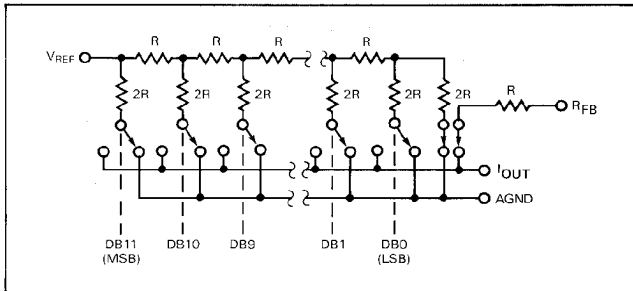 R R R R
VREF
2R 2R 2R 2R 2R 2R
R
RFB
IOUT
AGND
DB11 DB10 DB9 DB1 DB0
(MSB) (LSB)